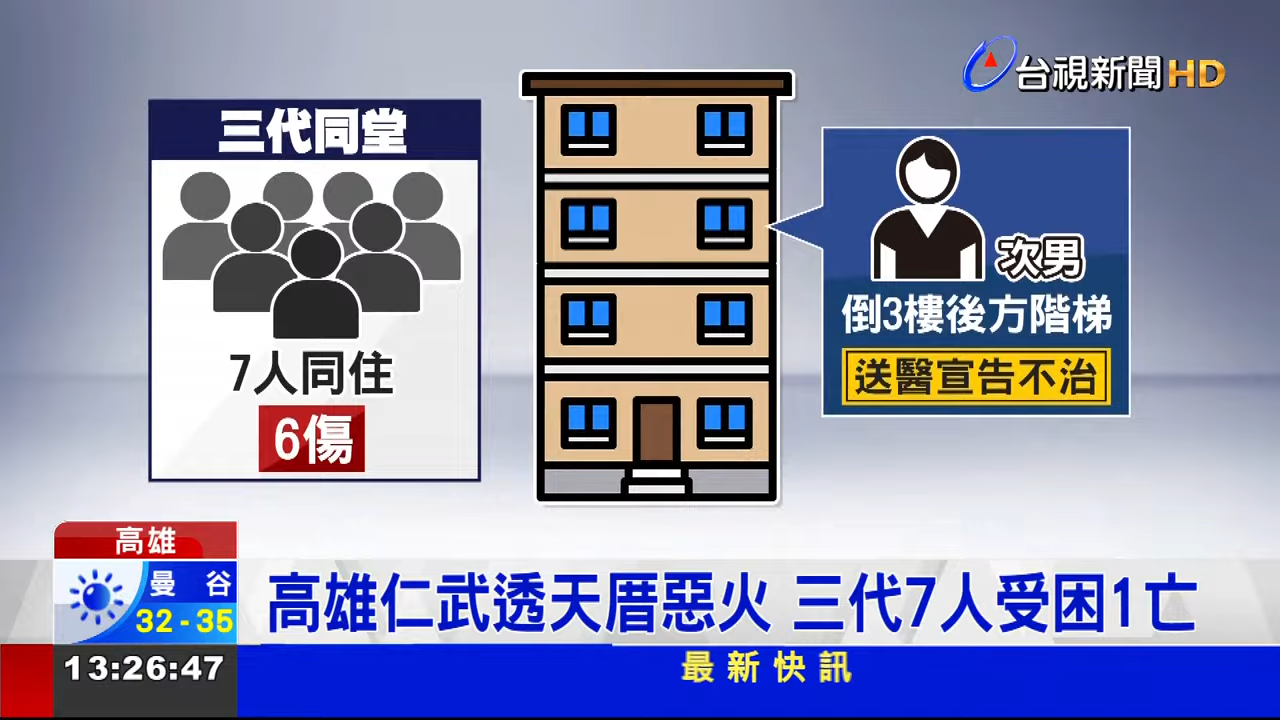 台視新聞HD
三代同堂
7人同住
6傷
次男
倒3樓後方階梯
送醫宣告不治
高雄
曼谷
32-35
高雄仁武透天厝惡火 三代7人受困1亡
13:26:47
最新快訊